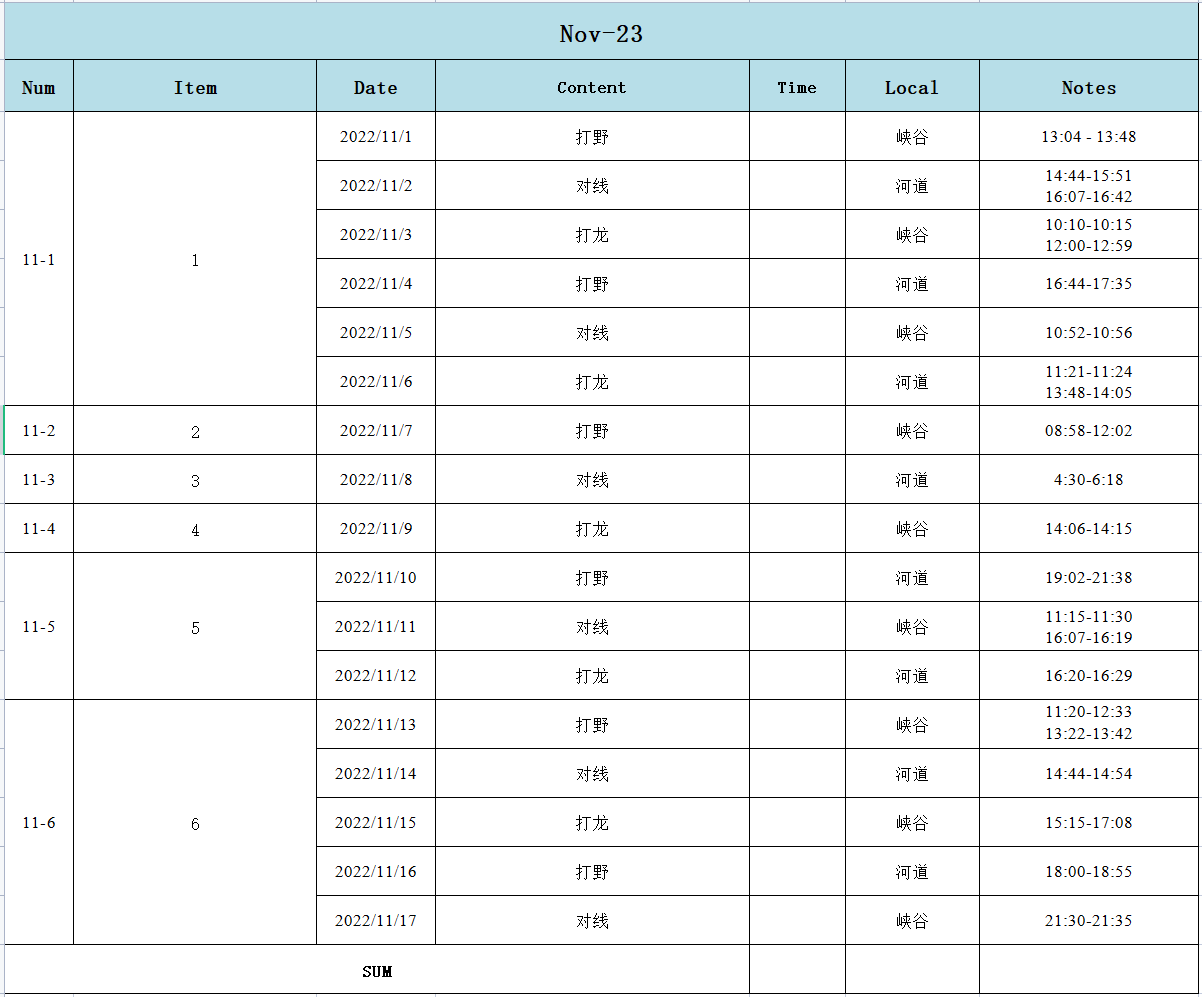 Nov-23
Num Item Date Content Time Local Notes
11-1 1 2022/11/1 打野 峡谷 13:04 - 13:48
2022/11/2 对线 河道 14:44-15:51
16:07-16:42
2022/11/3 打龙 峡谷 10:10-10:15
12:00-12:59
2022/11/4 打野 河道 16:44-17:35
2022/11/5 对线 峡谷 10:52-10:56
2022/11/6 打龙 河道 11:21-11:24
13:48-14:05
11-2 2 2022/11/7 打野 峡谷 08:58-12:02
11-3 3 2022/11/8 对线 河道 4:30-6:18
11-4 4 2022/11/9 打龙 峡谷 14:06-14:15
11-5 5 2022/11/10 打野 河道 19:02-21:38
2022/11/11 对线 峡谷 11:15-11:30
16:07-16:19
2022/11/12 打龙 河道 16:20-16:29
11-6 6 2022/11/13 打野 峡谷 11:20-12:33
13:22-13:42
2022/11/14 对线 河道 14:44-14:54
2022/11/15 打龙 峡谷 15:15-17:08
2022/11/16 打野 河道 18:00-18:55
2022/11/17 对线 峡谷 21:30-21:35
SUM